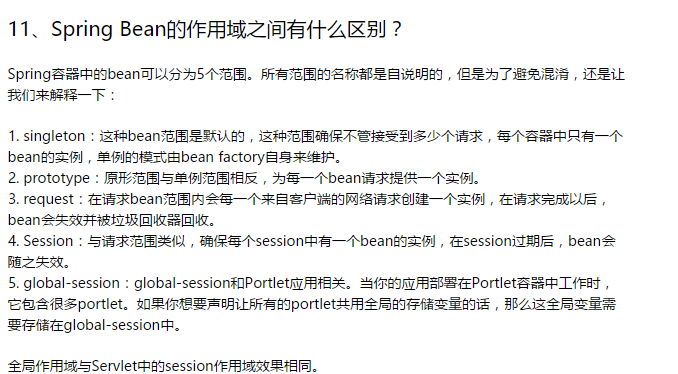 11、Spring Bean的作用域之间有什么区别？
Spring容器中的bean可以分为5个范围。所有范围的名称都是自说明的，但是为了避免混淆，还是让
我们来解释一下：
1. singleton：这种bean范围是默认的，这种范围确保不管接受到多少个请求，每个容器中只有一个
bean的实例，单例的模式由bean factory自身来维护。
2. prototype：原形范围与单例范围相反，为每一个bean请求提供一个实例。
3. request：在请求bean范围内会每一个来自客户端的网络请求创建一个实例，在请求完成以后，
bean会失效并被垃圾回收器回收。
4. Session：与请求范围类似，确保每个session中有一个bean的实例，在session过期后，bean会
随之失效。
5. global-session：global-session和Portlet应用相关。当你的应用部署在Portlet容器中工作时，
它包含很多portlet。如果你想要声明让所有的portlet共用全局的存储变量的话，那么这全局变量需
要存储在global-session中。
全局作用域与Servlet中的session作用域效果相同。